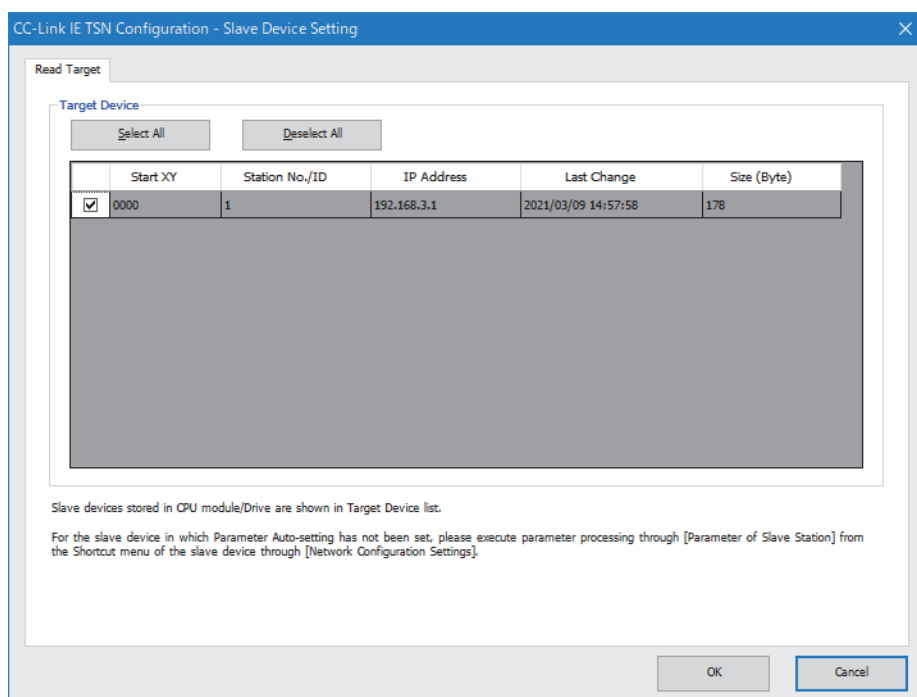 CC-Link IE TSN Configuration - Slave Device Setting
Read Target
Target Device
Select All Deselect All
Start XY Station No./ID IP Address Last Change Size (Byte)
0000 1 192.168.3.1 2021/03/09 14:57:58 178
Slave devices stored in CPU module/Drive are shown in Target Device list.
For the slave device in which Parameter Auto-setting has not been set, please execute parameter processing through [Parameter of Slave Station] from
the Shortcut menu of the slave device through [Network Configuration Settings].
OK Cancel